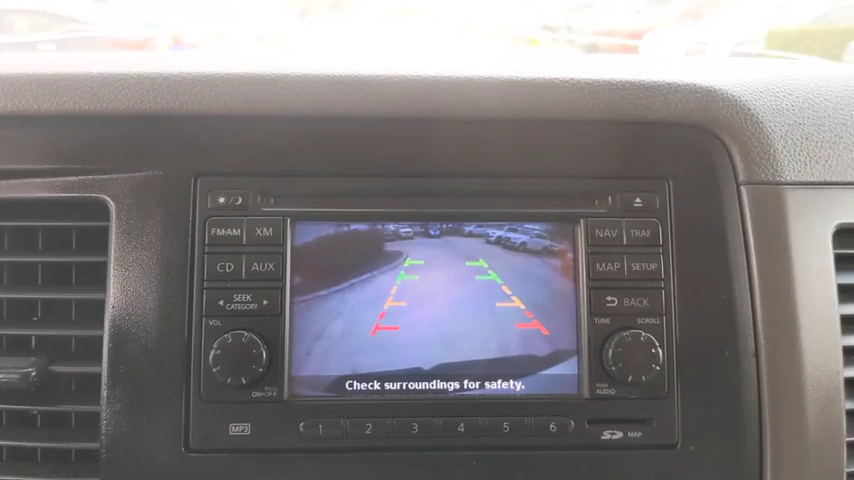 FM·AM XM
CD AUX
SEEK
CATEGORY
VOL
PUSH
ON·OFF
MP3
NAV TRAF
MAP SETUP
BACK
TUNE SCROLL
PUSH
AUDIO
Check surroundings for safety.
1 2 3 4 5 6
SD MAP